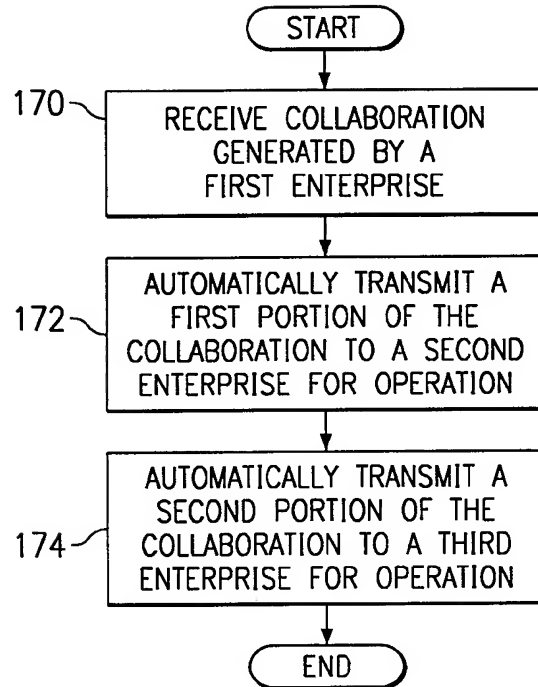 START
170
RECEIVE COLLABORATION
GENERATED BY A
FIRST ENTERPRISE
172
AUTOMATICALLY TRANSMIT A
FIRST PORTION OF THE
COLLABORATION TO A SECOND
ENTERPRISE FOR OPERATION
174
AUTOMATICALLY TRANSMIT A
SECOND PORTION OF THE
COLLABORATION TO A THIRD
ENTERPRISE FOR OPERATION
END